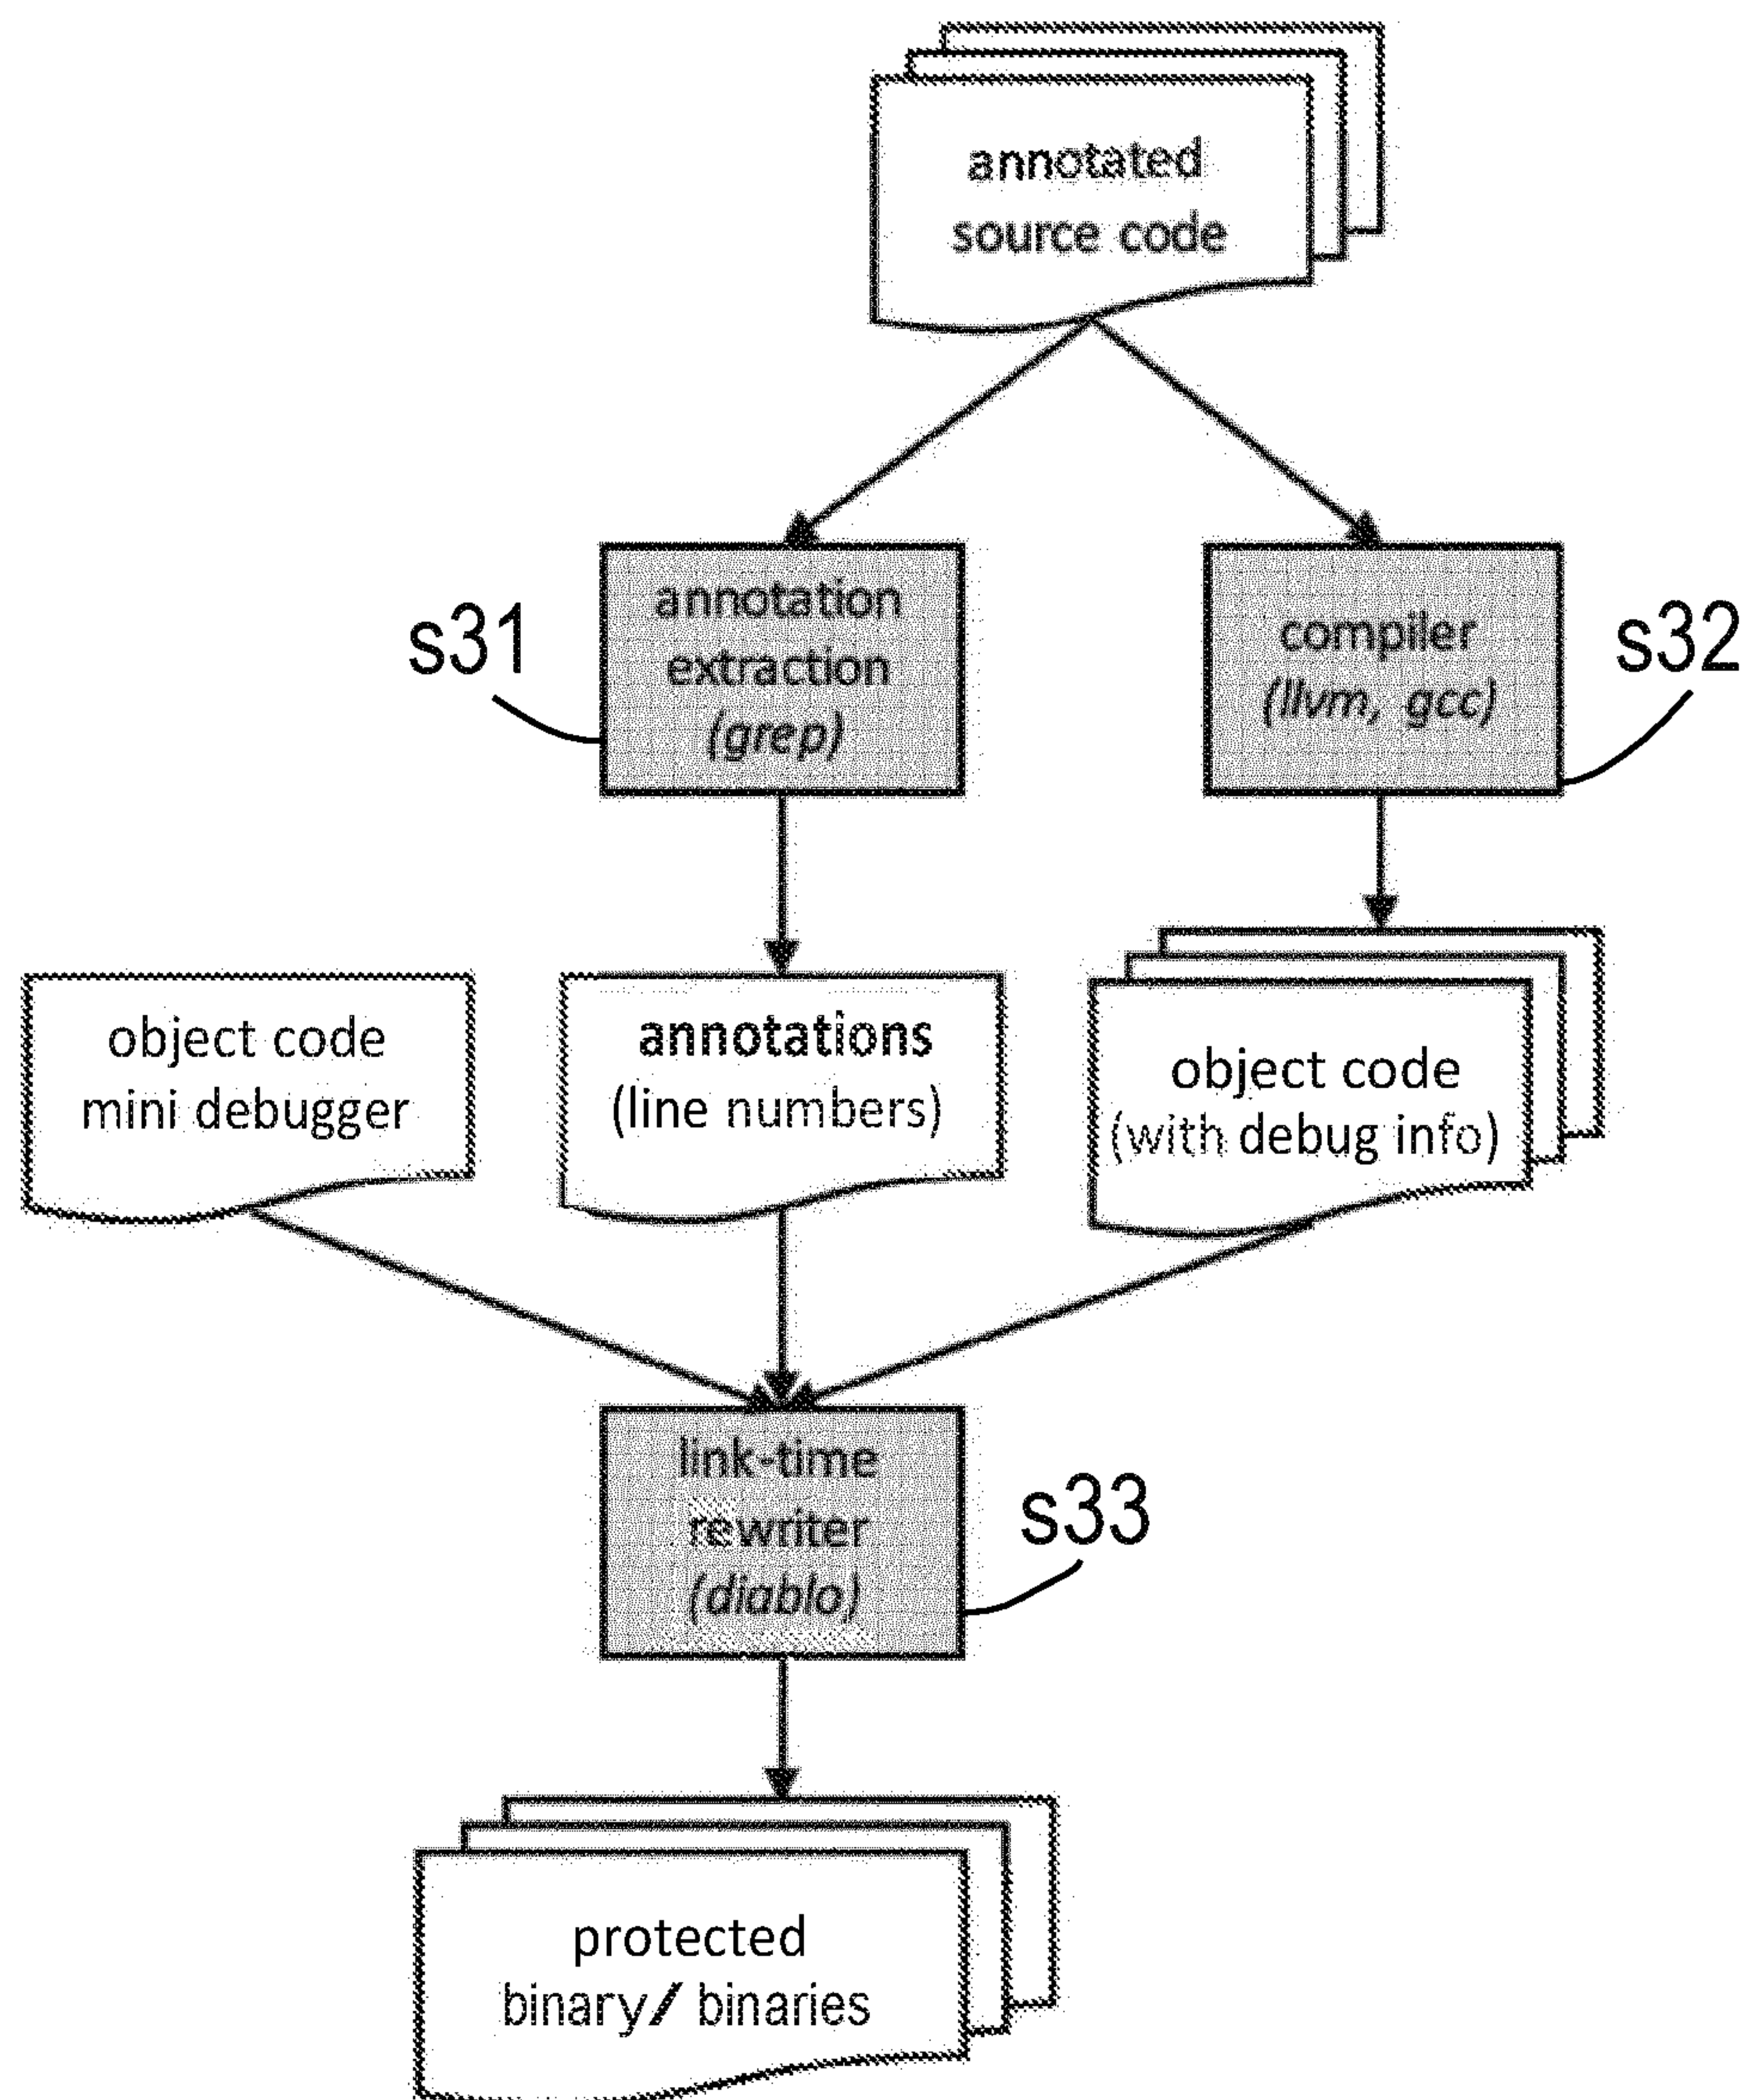 annotated
source code
s31
annotation
extraction
(grep)
compiler
(llvm, gcc)
s32
object code
mini debugger
annotations
(line numbers)
object code
(with debug info)
link-time
rewriter
(diablo)
s33
protected
binary/ binaries